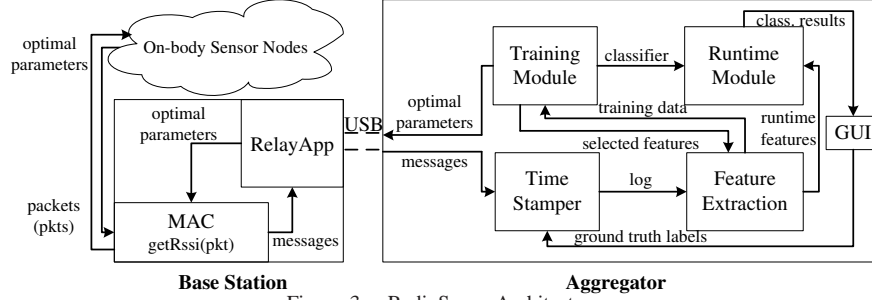 optimal
parameters
On-body Sensor Nodes
packets
(pkts)
optimal
parameters
RelayApp
MAC
getRssi(pkt)
messages
Base Station
USB
optimal
parameters
messages
Training
Module
classifier
Runtime
Module
class. results
training data
selected features
runtime
features
GUI
Time
Stamper
log
Feature
Extraction
ground truth labels
Aggregator